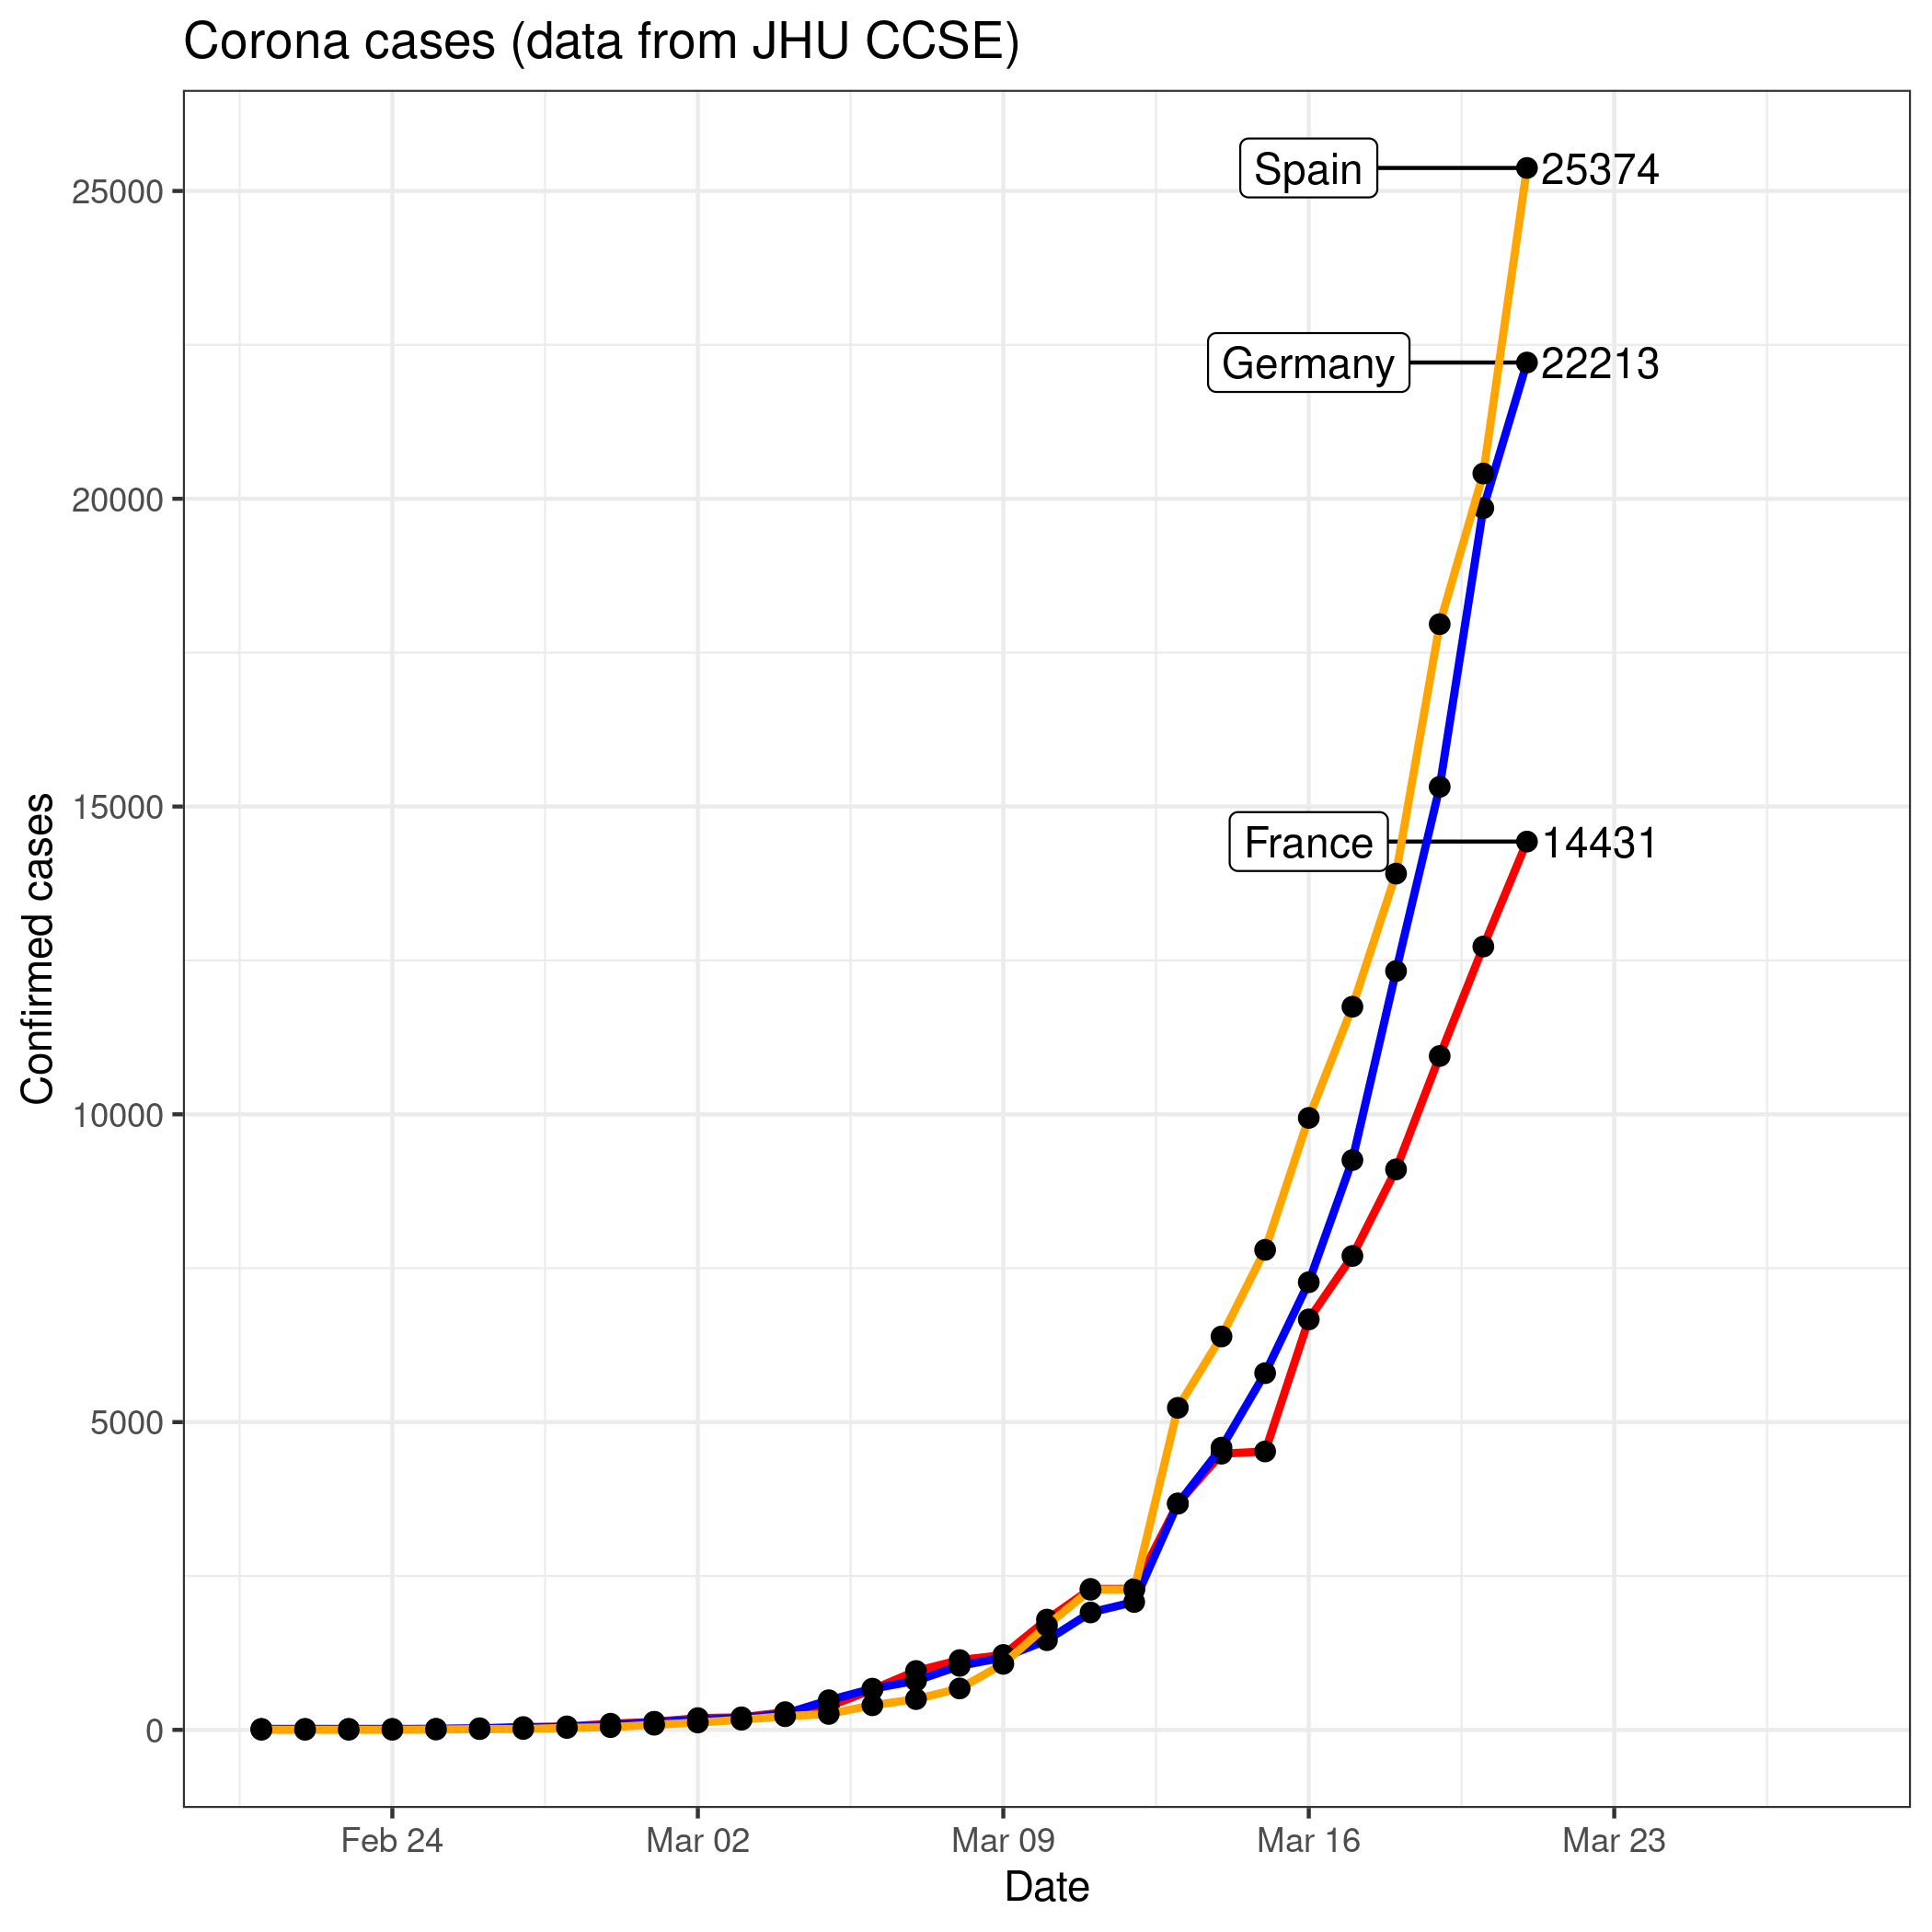 Corona cases (data from JHU CCSE)
Confirmed cases
25000
20000
15000
10000
5000
0
Spain
25374
Germany
22213
France
14431
Feb 24
Mar 02
Mar 09
Mar 16
Mar 23
Date